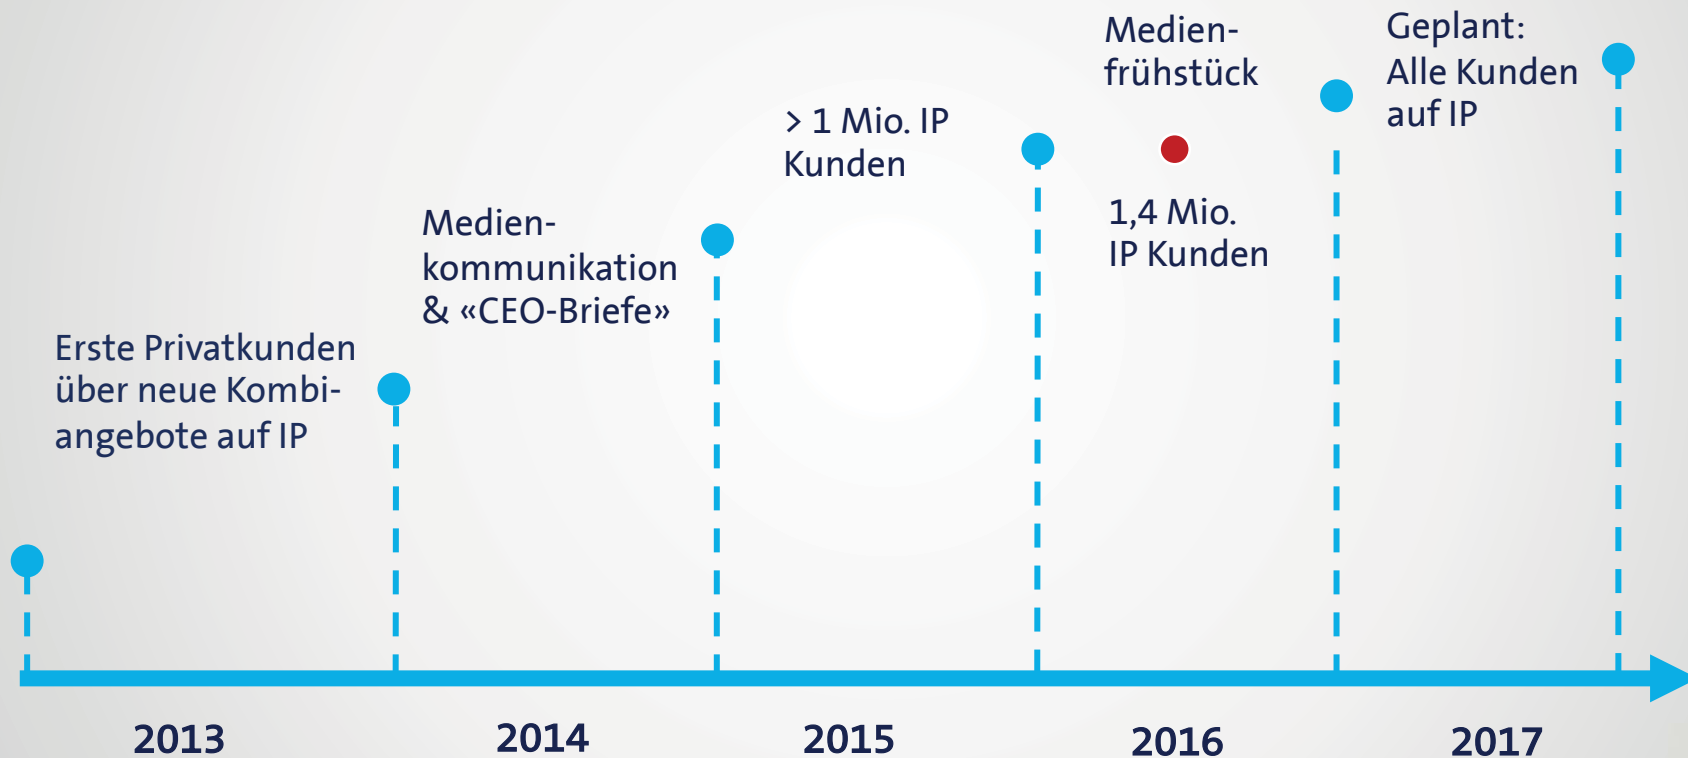 Erste Privatkunden
über neue Kombi-
angebote auf IP
Medien-
kommunikation
& «CEO-Briefe»
> 1 Mio. IP
Kunden
Medien-
frühstück
1,4 Mio.
IP Kunden
Geplant:
Alle Kunden
auf IP
2013
2014
2015
2016
2017